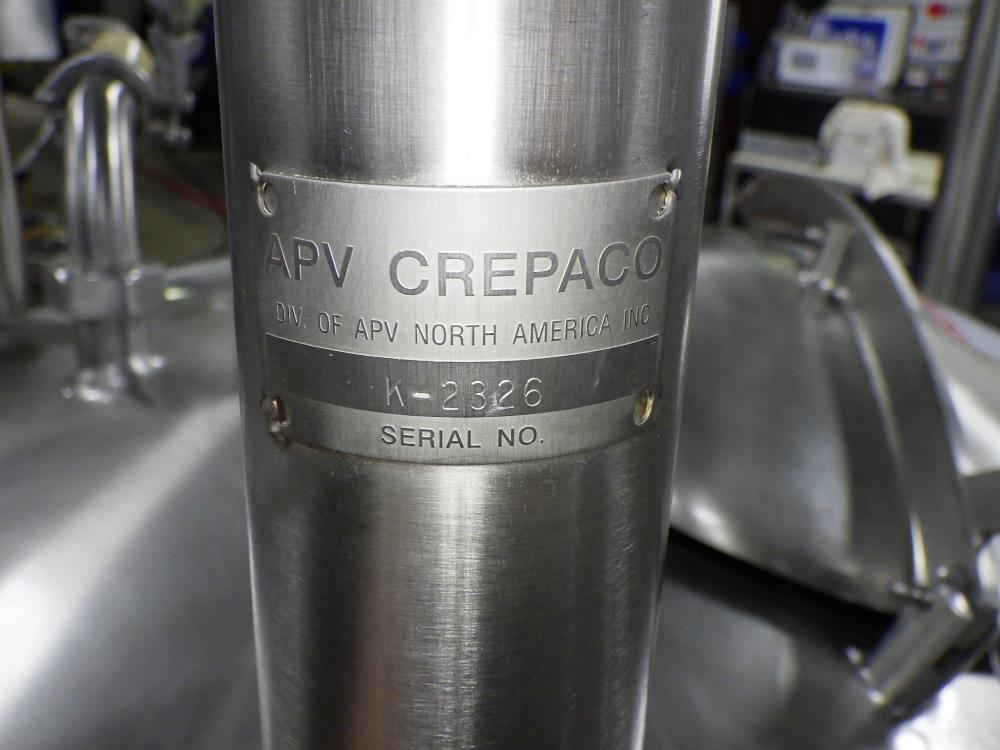 APV CREPACO
DIV. OF APV NORTH AMERICA INC
K-2326
SERIAL NO.